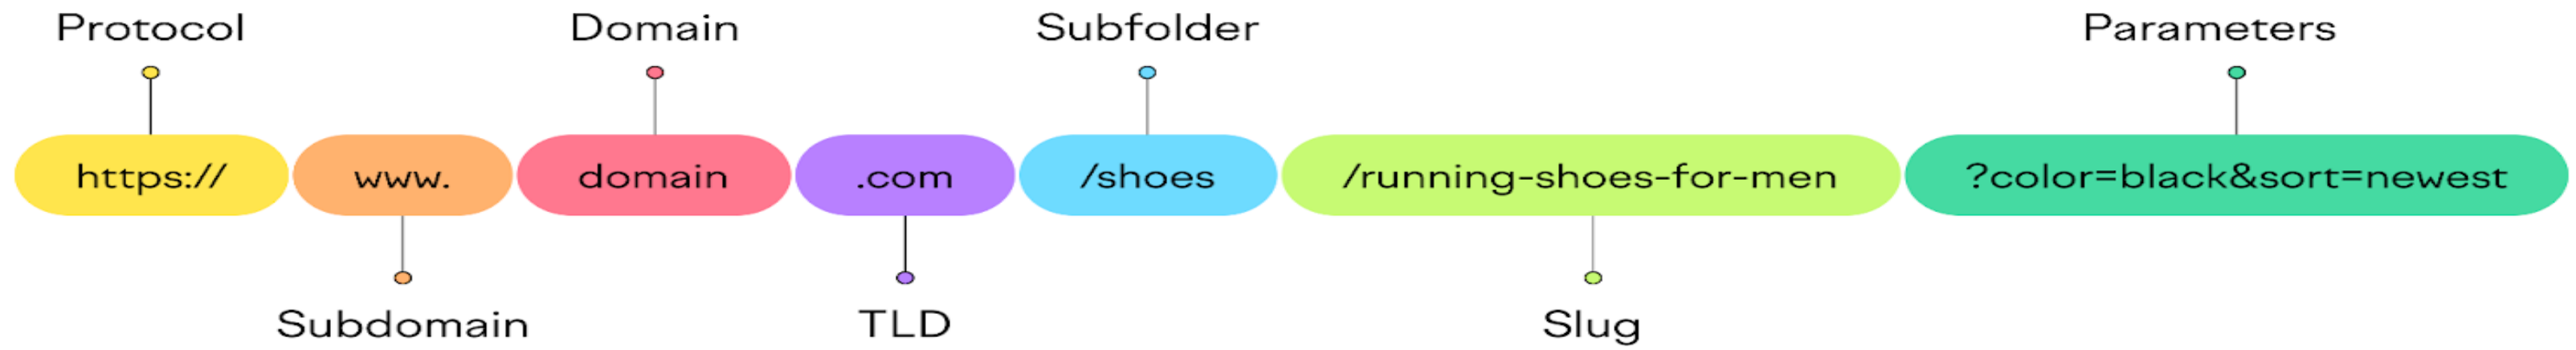 Protocol
Domain
Subfolder
Parameters
https://
www.
domain
.com
/shoes
/running-shoes-for-men
?color=black&sort=newest
Subdomain
TLD
Slug